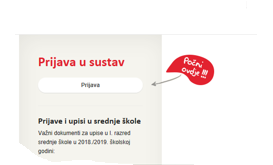 Prijava u sustav
Počni
ovdje !!!
Prijava
Prijave i upisi u srednje škole
Važni dokumenti za upise u I. razred
srednje škole u 2018./2019. školskoj
godini: